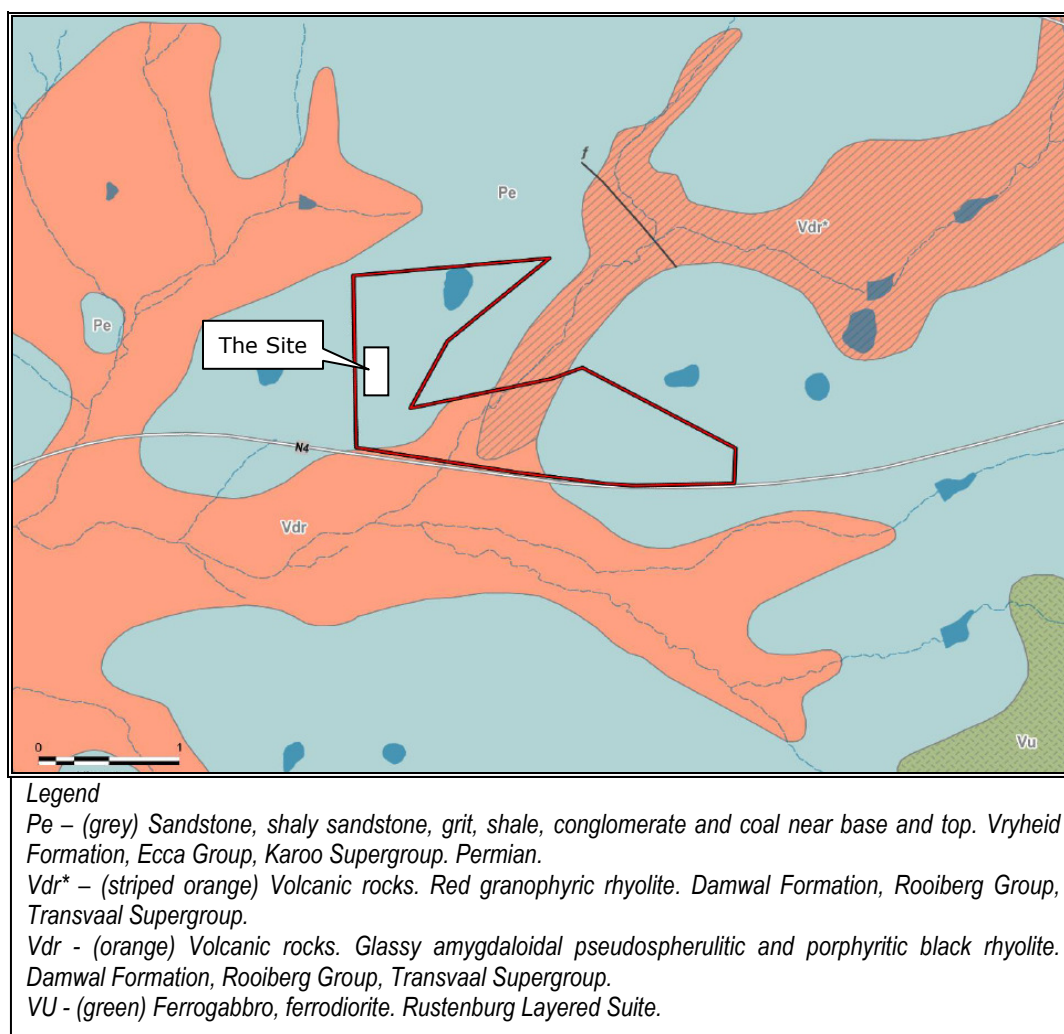 f
Pe
Vdr*
Pe
The Site
N4
Vdr
Vu
0 1
Legend
Pe – (grey) Sandstone, shaly sandstone, grit, shale, conglomerate and coal near base and top. Vryheid
Formation, Ecca Group, Karoo Supergroup. Permian.
Vdr* – (striped orange) Volcanic rocks. Red granophyric rhyolite. Damwal Formation, Rooiberg Group,
Transvaal Supergroup.
Vdr - (orange) Volcanic rocks. Glassy amygdaloidal pseudospherulitic and porphyritic black rhyolite.
Damwal Formation, Rooiberg Group, Transvaal Supergroup.
VU - (green) Ferrogabbro, ferrodiorite. Rustenburg Layered Suite.